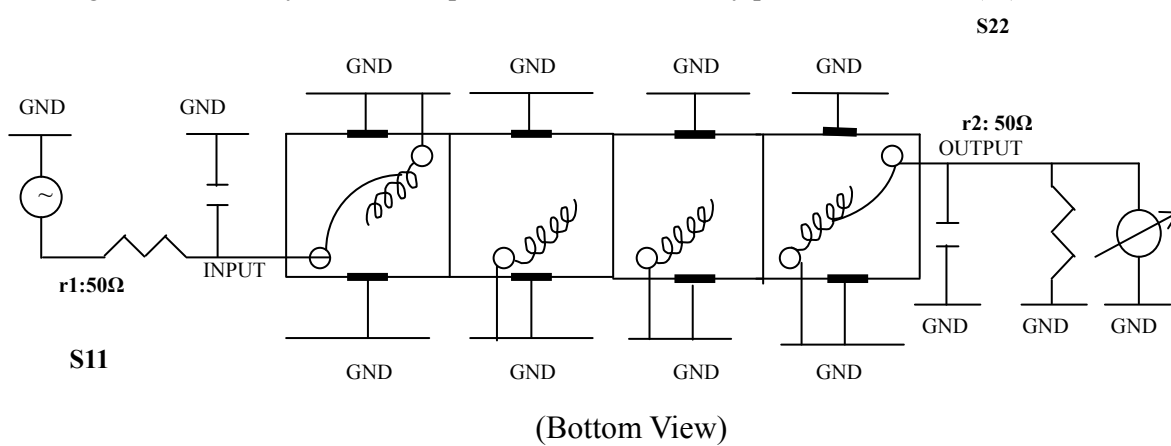 S22
GND GND GND GND
GND GND
r2: 50Ω
OUTPUT
INPUT
r1:50Ω
GND GND GND
S11
GND GND GND GND
(Bottom View)